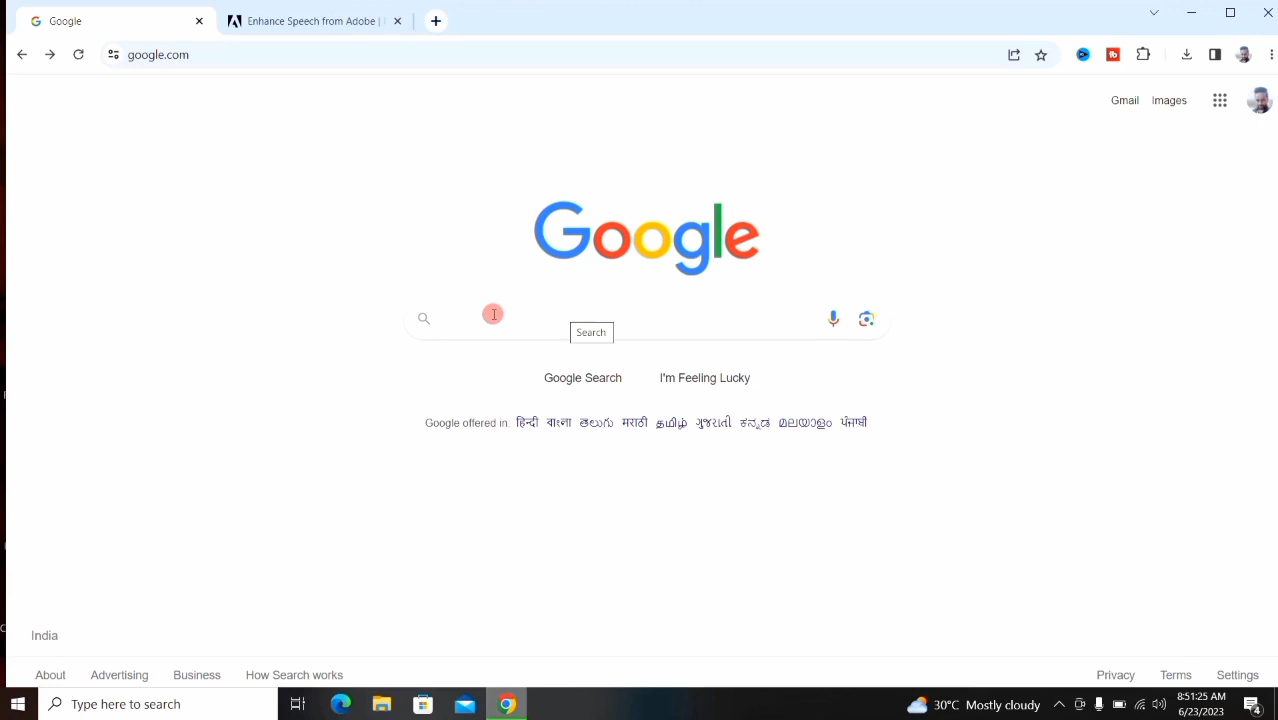 Google
Enhance Speech from Adobe |
google.com
Gmail Images
Google
Search
Google Search I'm Feeling Lucky
Google offered in: हिन्दी বাংলা తెలుగు मराठी தமிழ் ગુજરાતી ಕನ್ನಡ മലയാളം ਪੰਜਾਬੀ
India
About Advertising Business How Search works
Privacy Terms Settings
Type here to search
30°C Mostly cloudy
8:51:25 AM
6/23/2023
4